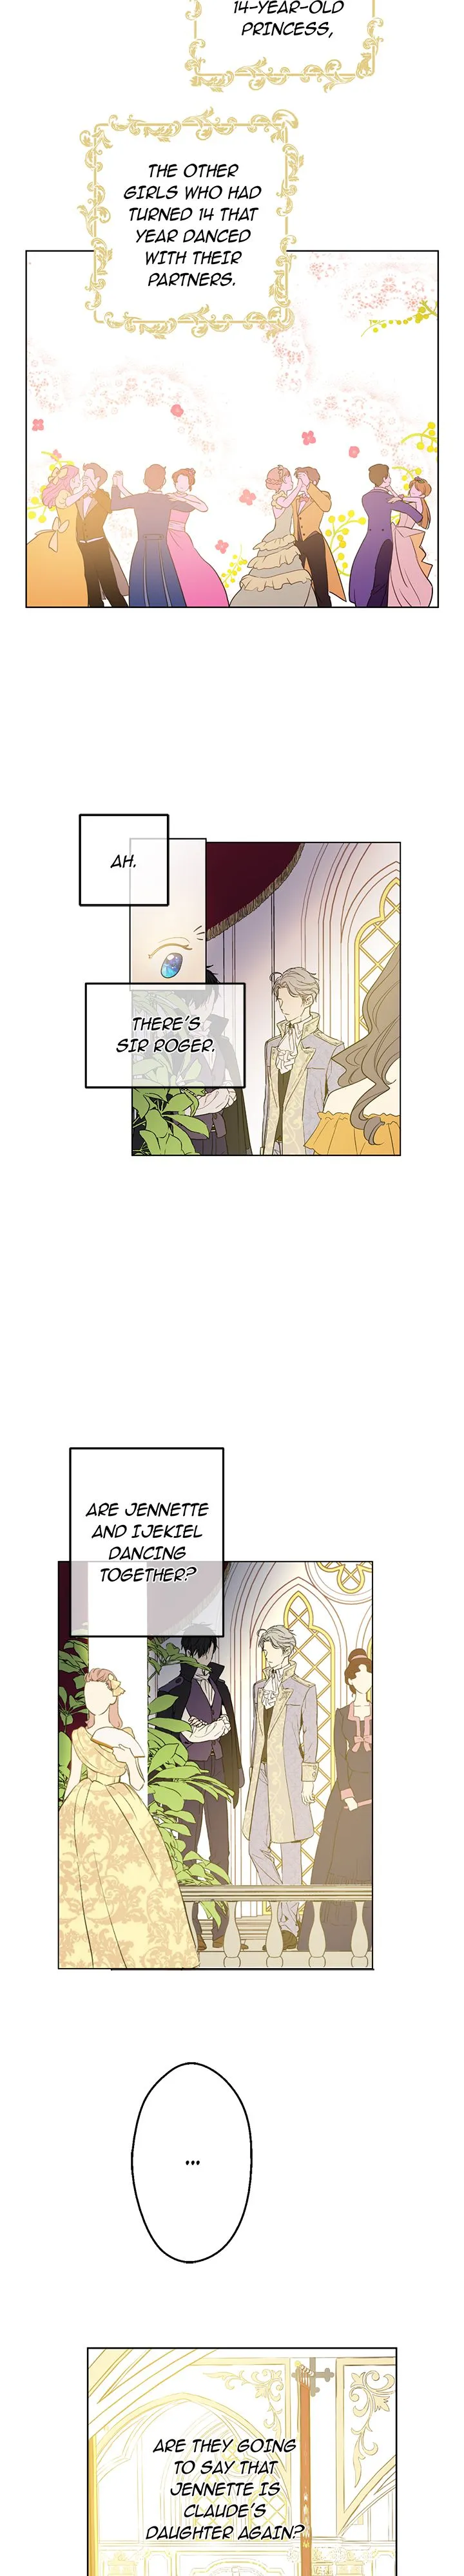 14-YEAR-OLD
PRINCESS,
THE OTHER
GIRLS WHO HAD
TURNED 14 THAT
YEAR DANCED
WITH THEIR
PARTNERS.
AH.
THERE'S
SIR ROGER.
ARE JENNETTE
AND IJEKIEL
DANCING
TOGETHER?
...
ARE THEY GOING
TO SAY THAT
JENNETTE IS
CLAUDE'S
DAUGHTER AGAIN?